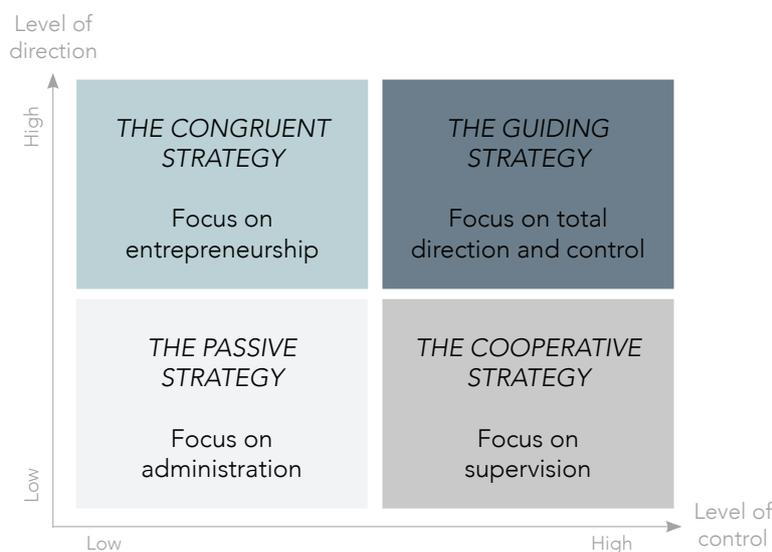 Level of
direction
High
THE CONGRUENT
STRATEGY
Focus on
entrepreneurship
THE GUIDING
STRATEGY
Focus on total
direction and control
THE PASSIVE
STRATEGY
Focus on
administration
THE COOPERATIVE
STRATEGY
Focus on
supervision
Low
Low
High
Level of
control